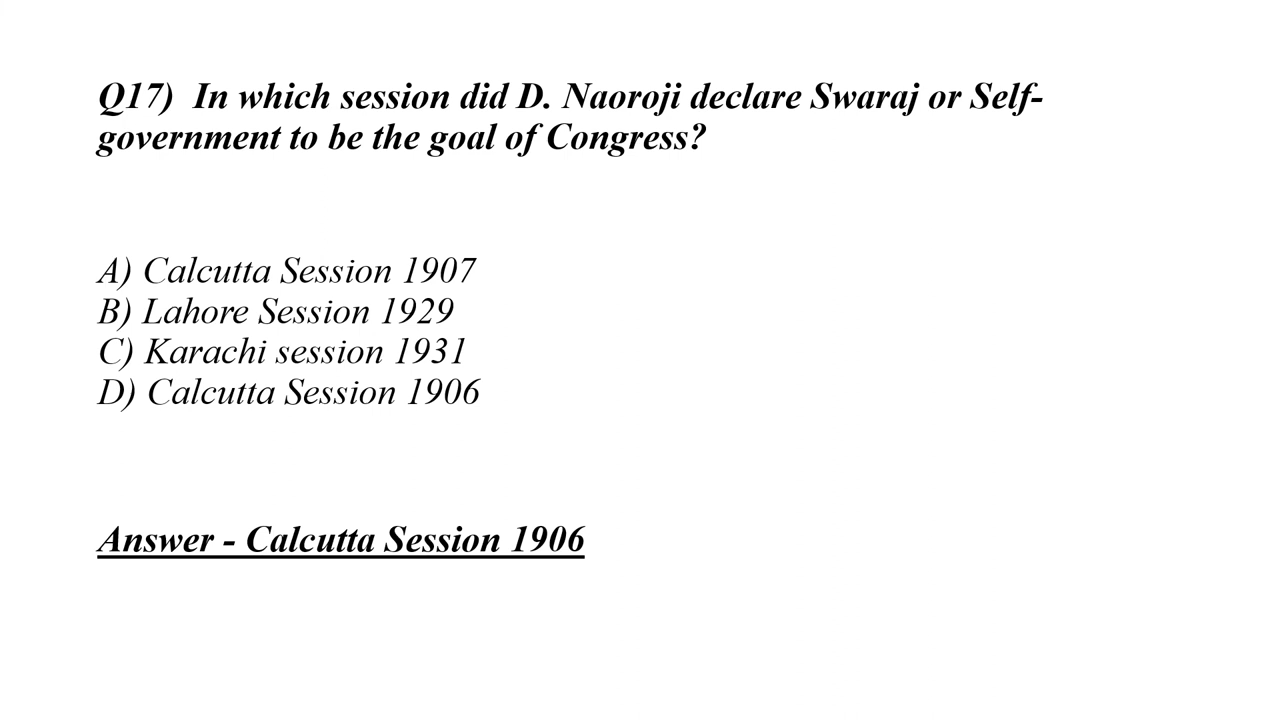 Q17)  In which session did D. Naoroji declare Swaraj or Self-
government to be the goal of Congress?
A) Calcutta Session 1907
B) Lahore Session 1929
C) Karachi session 1931
D) Calcutta Session 1906
Answer - Calcutta Session 1906